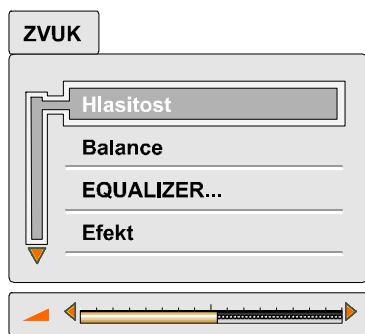 ZVUK
Hlasitost
Balance
EQUALIZER...
Efekt